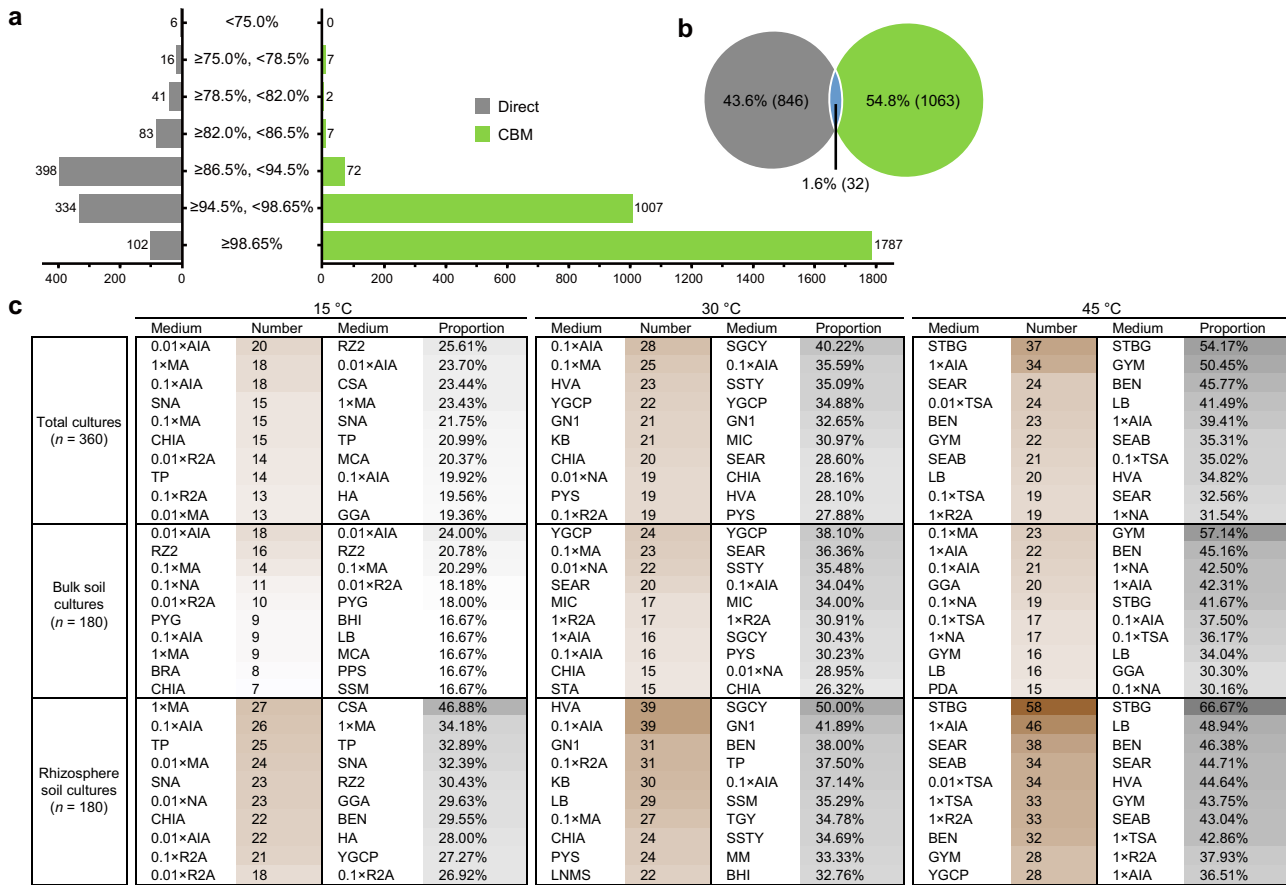 a
6 <75.0% 0
16 ≥75.0%, <78.5% 7
41 ≥78.5%, <82.0% 2
83 ≥82.0%, <86.5% 7
398 ≥86.5%, <94.5% 72
334 ≥94.5%, <98.65% 1007
102 ≥98.65% 1787
400 200 0 0 200 400 600 800 1000 1200 1400 1600 1800
Direct
CBM
b
43.6% (846) 54.8% (1063)
1.6% (32)
c
15 °C 30 °C 45 °C
Medium Number Medium Proportion Medium Number Medium Proportion Medium Number Medium Proportion
Total cultures
(n = 360)
0.01×AIA 20 RZ2 25.61% 0.1×AIA 28 SGCY 40.22% STBG 37 STBG 54.17%
1×MA 18 0.01×AIA 23.70% 0.1×MA 25 0.1×AIA 35.59% 1×AIA 34 GYM 50.45%
0.1×AIA 18 CSA 23.44% HVA 23 SSTY 35.09% SEAR 24 BEN 45.77%
SNA 15 1×MA 23.43% YGCP 22 YGCP 34.88% 0.01×TSA 24 LB 41.49%
0.1×MA 15 SNA 21.75% GN1 21 GN1 32.65% BEN 23 1×AIA 39.41%
CHIA 15 TP 20.99% KB 21 MIC 30.97% GYM 22 SEAB 35.31%
0.01×R2A 14 MCA 20.37% CHIA 20 SEAR 28.60% SEAB 21 0.1×TSA 35.02%
TP 14 0.1×AIA 19.92% 0.01×NA 19 CHIA 28.16% LB 20 HVA 34.82%
0.1×R2A 13 HA 19.56% PYS 19 HVA 28.10% 0.1×TSA 19 SEAR 32.56%
0.01×MA 13 GGA 19.36% 0.1×R2A 19 PYS 27.88% 1×R2A 19 1×NA 31.54%
Bulk soil
cultures
(n = 180)
0.01×AIA 18 0.01×AIA 24.00% YGCP 24 YGCP 38.10% 0.1×MA 23 GYM 57.14%
RZ2 16 RZ2 20.78% 0.1×MA 23 SEAR 36.36% 1×AIA 22 BEN 45.16%
0.1×MA 14 0.1×MA 20.29% 0.01×NA 22 SSTY 35.48% 0.1×AIA 21 1×NA 42.50%
0.1×NA 11 0.01×R2A 18.18% SEAR 20 0.1×AIA 34.04% GGA 20 1×AIA 42.31%
0.01×R2A 10 PYG 18.00% MIC 17 MIC 34.00% 0.1×NA 19 STBG 41.67%
PYG 9 BHI 16.67% 1×R2A 17 1×R2A 30.91% 0.1×TSA 17 0.1×AIA 37.50%
0.1×AIA 9 LB 16.67% 1×AIA 16 SGCY 30.43% 1×NA 17 0.1×TSA 36.17%
1×MA 9 MCA 16.67% 0.1×AIA 16 PYS 30.23% GYM 16 LB 34.04%
BRA 8 PPS 16.67% CHIA 15 0.01×NA 28.95% LB 16 GGA 30.30%
CHIA 7 SSM 16.67% STA 15 CHIA 26.32% PDA 15 0.1×NA 30.16%
Rhizosphere
soil cultures
(n = 180)
1×MA 27 CSA 46.88% HVA 39 SGCY 50.00% STBG 58 STBG 66.67%
0.1×AIA 26 1×MA 34.18% 0.1×AIA 39 GN1 41.89% 1×AIA 46 LB 48.94%
TP 25 TP 32.89% GN1 31 BEN 38.00% SEAR 38 BEN 46.38%
0.01×MA 24 SNA 32.39% 0.1×R2A 31 TP 37.50% SEAB 34 SEAR 44.71%
SNA 23 RZ2 30.43% KB 30 0.1×AIA 37.14% 0.01×TSA 34 HVA 44.64%
0.01×NA 23 GGA 29.63% LB 29 SSM 35.29% 1×TSA 33 GYM 43.75%
CHIA 22 BEN 29.55% 0.1×MA 27 TGY 34.78% 1×R2A 33 SEAB 43.04%
0.01×AIA 22 HA 28.00% CHIA 24 SSTY 34.69% BEN 32 1×TSA 42.86%
0.1×R2A 21 YGCP 27.27% PYS 24 MM 33.33% GYM 28 1×R2A 37.93%
0.01×R2A 18 0.1×R2A 26.92% LNMS 22 BHI 32.76% YGCP 28 1×AIA 36.51%